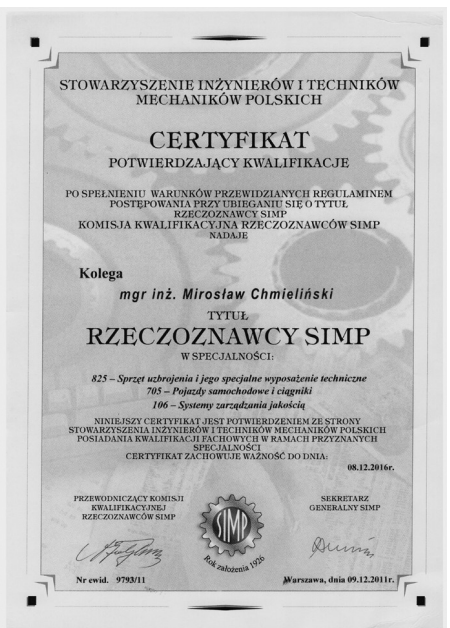 STOWARZYSZENIE INŻYNIERÓW I TECHNIKÓW
MECHANIKÓW POLSKICH
CERTYFIKAT
POTWIERDZAJĄCY KWALIFIKACJE
PO SPEŁNIENIU WARUNKÓW PRZEWIDZIANYCH REGULAMINEM
POSTĘPOWANIA PRZY UBIEGANIU SIĘ O TYTUŁ
RZECZOZNAWCY SIMP
KOMISJA KWALIFIKACYJNA RZECZOZNAWCÓW SIMP
NADAJE
Kolega
mgr inż. Mirosław Chmieliński
TYTUŁ
RZECZOZNAWCY SIMP
W SPECJALNOŚCI:
825 – Sprzęt uzbrojenia i jego specjalne wyposażenie techniczne
705 – Pojazdy samochodowe i ciągniki
106 – Systemy zarządzania jakością
NINIEJSZY CERTYFIKAT JEST POTWIERDZENIEM ZE STRONY
STOWARZYSZENIA INŻYNIERÓW I TECHNIKÓW MECHANIKÓW POLSKICH
POSIADANIA KWALIFIKACJI FACHOWYCH W RAMACH PRZYZNANYCH
SPECJALNOŚCI
CERTYFIKAT ZACHOWUJE WAŻNOŚĆ DO DNIA:
08.12.2016r.
PRZEWODNICZĄCY KOMISJI
KWALIFIKACYJNEJ
RZECZOZNAWCÓW SIMP
SEKRETARZ
GENERALNY SIMP
SIMP
Rok założenia 1926
Nr ewid. 9793/11
Warszawa, dnia 09.12.2011r.